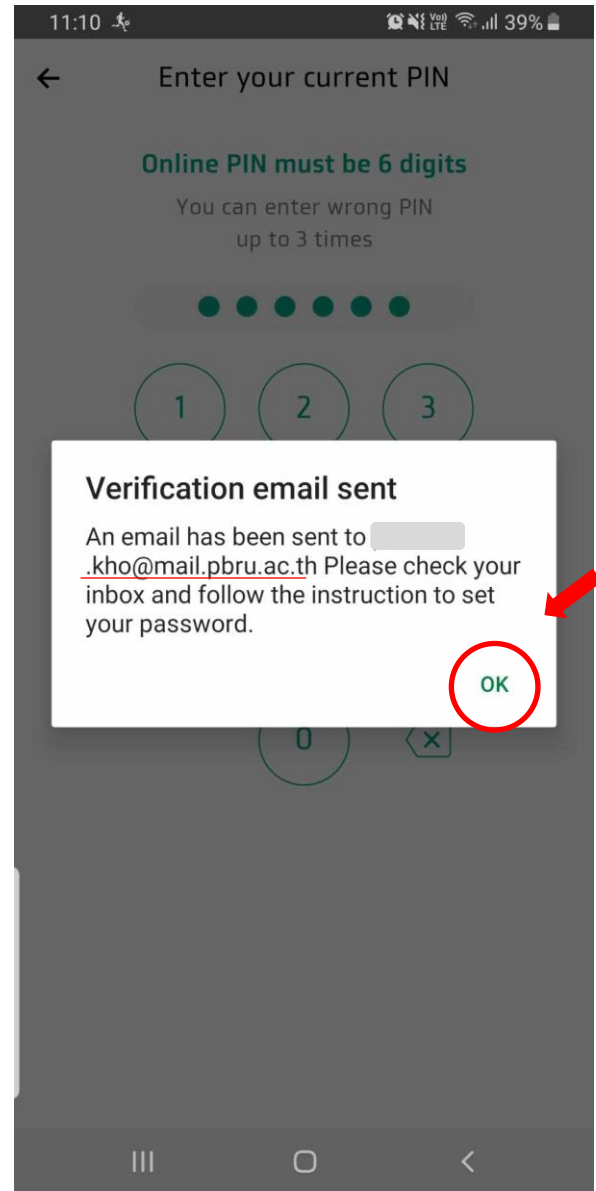 11:10 Vo)) LTE 39%
Enter your current PIN
Online PIN must be 6 digits
You can enter wrong PIN
up to 3 times
1 2 3
Verification email sent
An email has been sent to
.kho@mail.pbru.ac.th Please check your
inbox and follow the instruction to set
your password.
OK
0